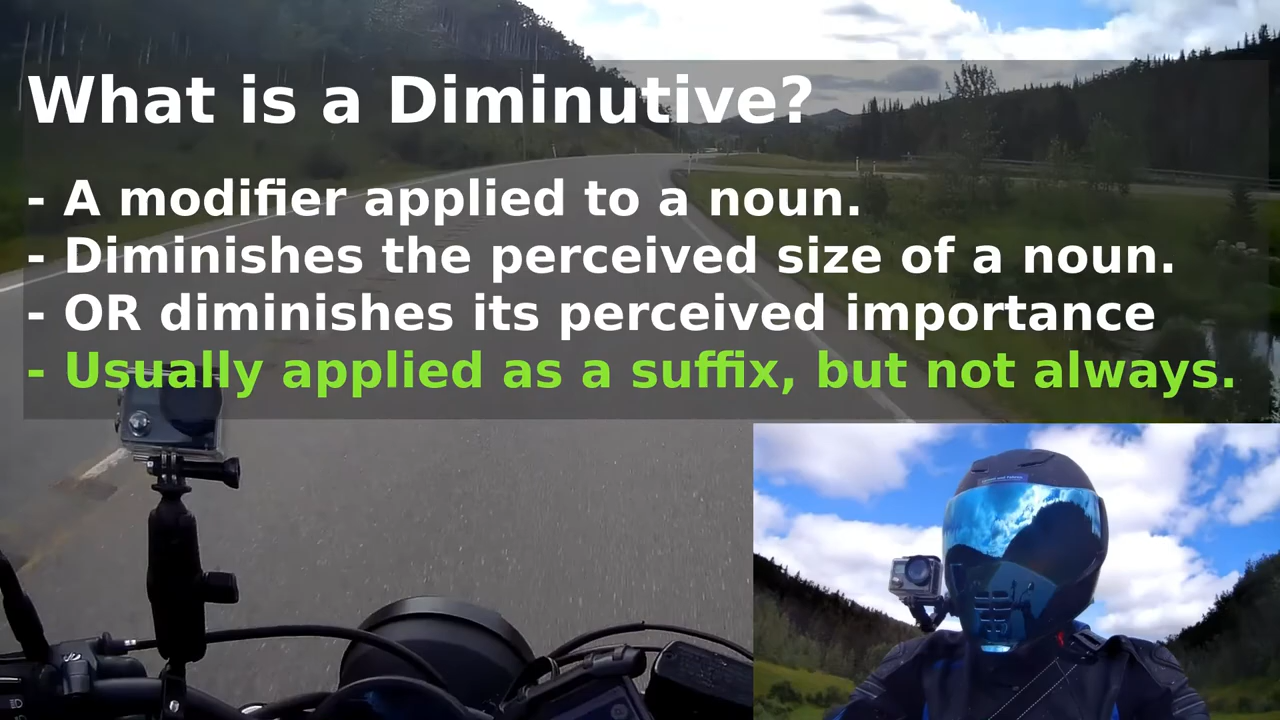 What is a Diminutive?
- A modifier applied to a noun.
- Diminishes the perceived size of a noun.
- OR diminishes its perceived importance
- Usually applied as a suffix, but not always.